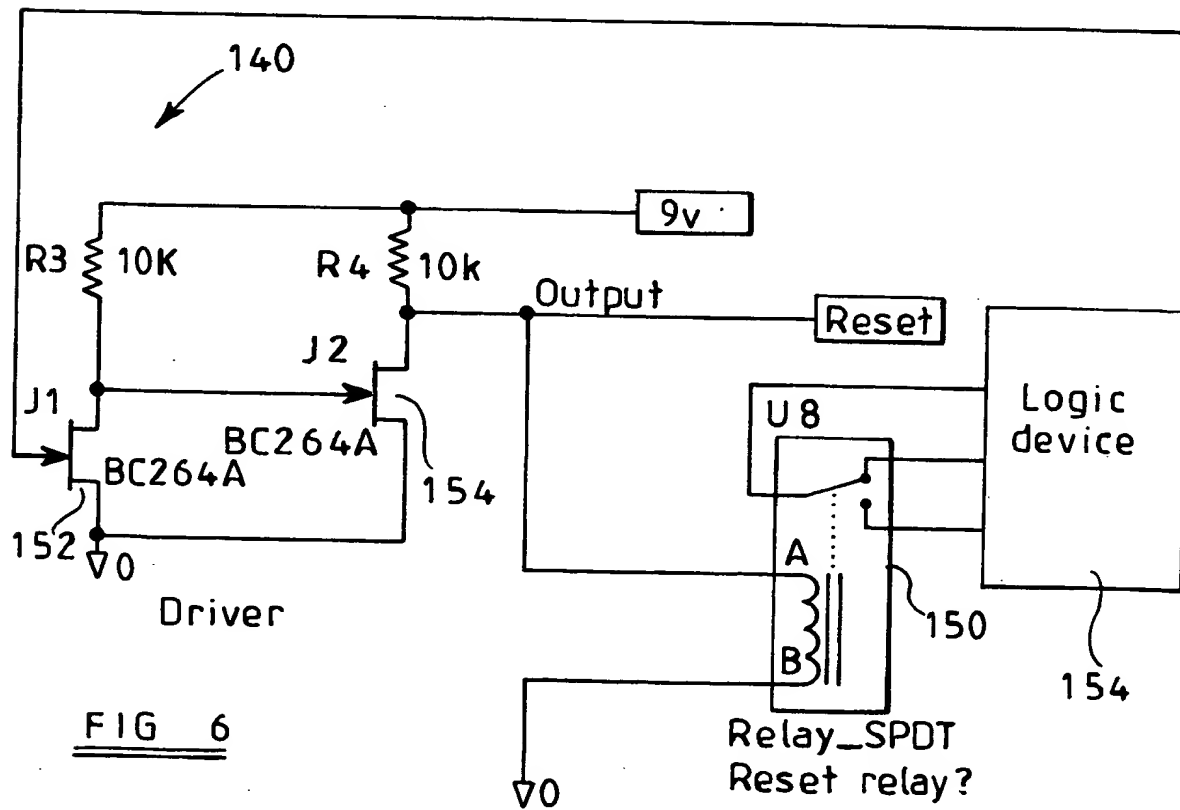 140
9v
R3
10K
R4
10k
Output
Reset
J2
J1
BC264A
BC264A
154
152
0
Driver
U8
Logic
device
A
B
150
154
FIG 6
Relay_SPDT
Reset relay?
0